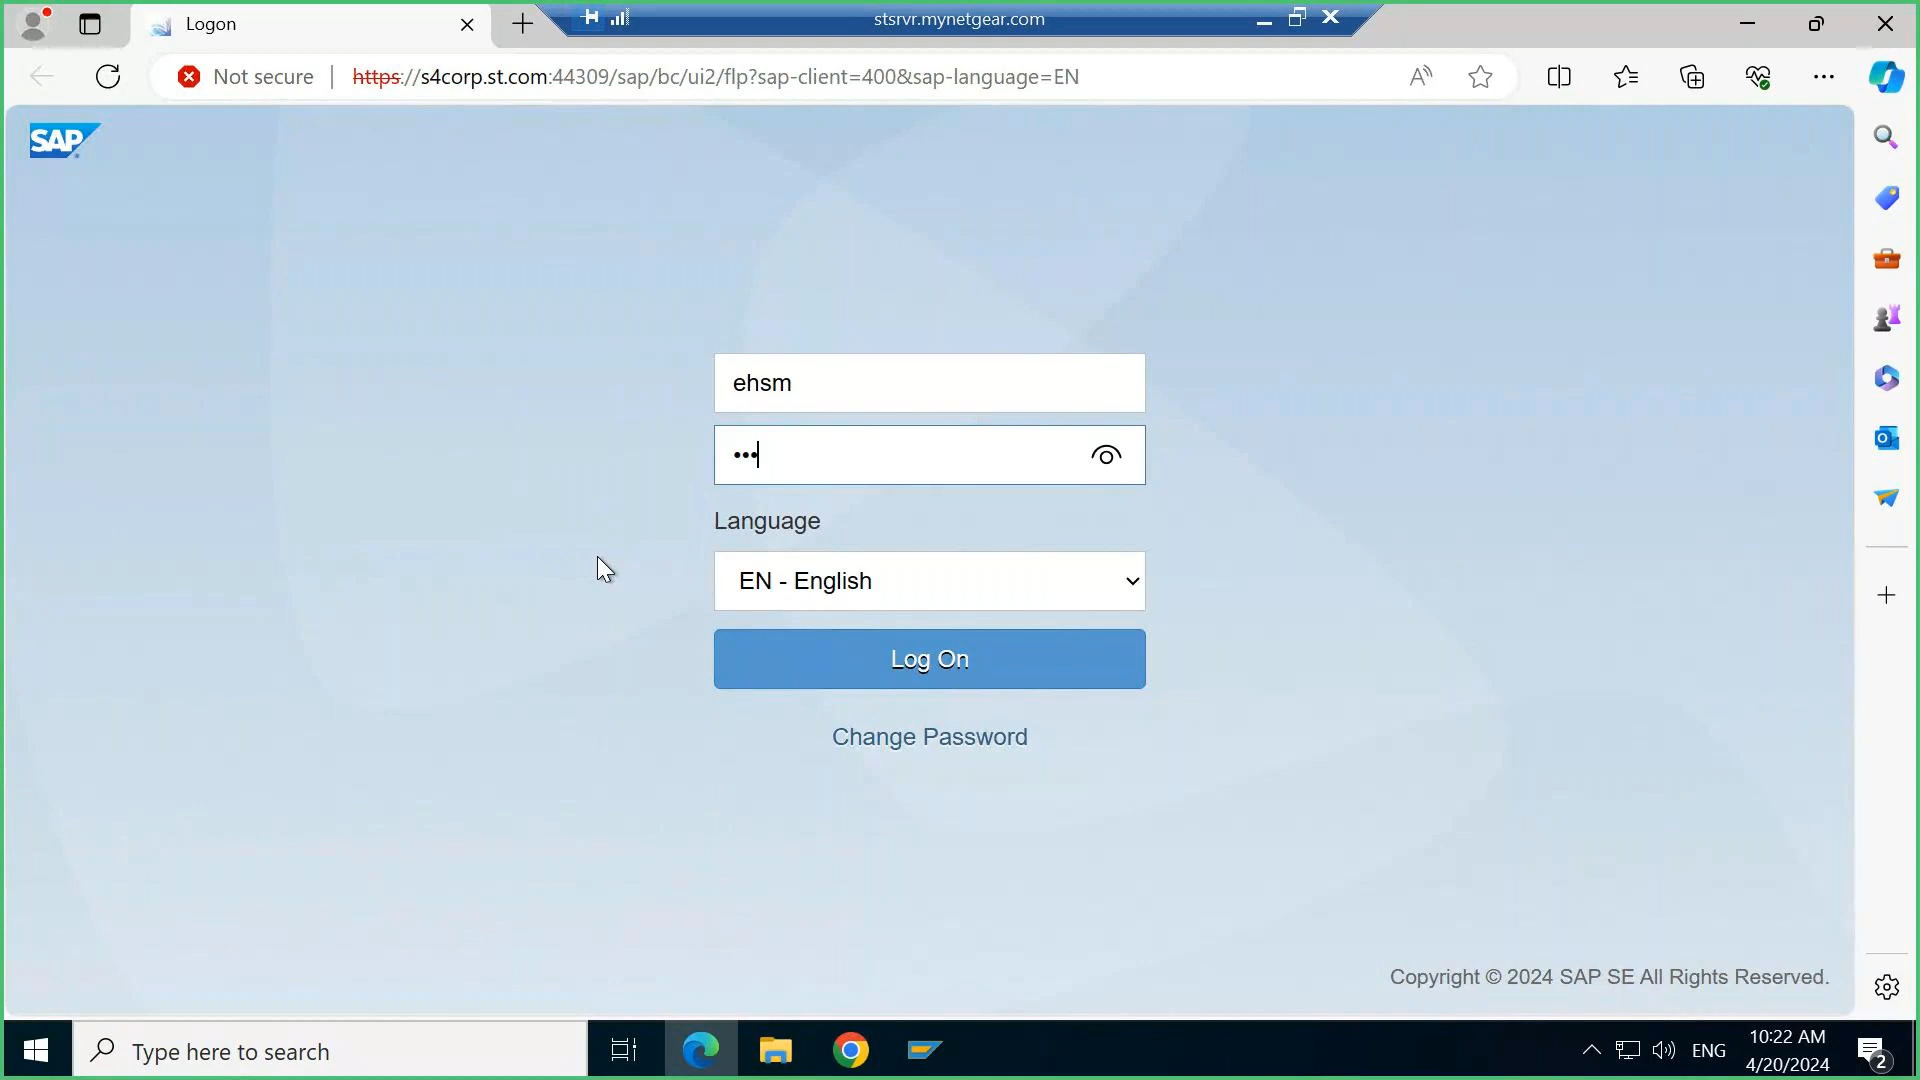 Logon
stsrvr.mynetgear.com
Not secure
https://s4corp.st.com:44309/sap/bc/ui2/flp?sap-client=400&sap-language=EN
SAP
ehsm
•••
Language
EN - English
Log On
Change Password
Copyright © 2024 SAP SE All Rights Reserved.
Type here to search
ENG
10:22 AM
4/20/2024
2